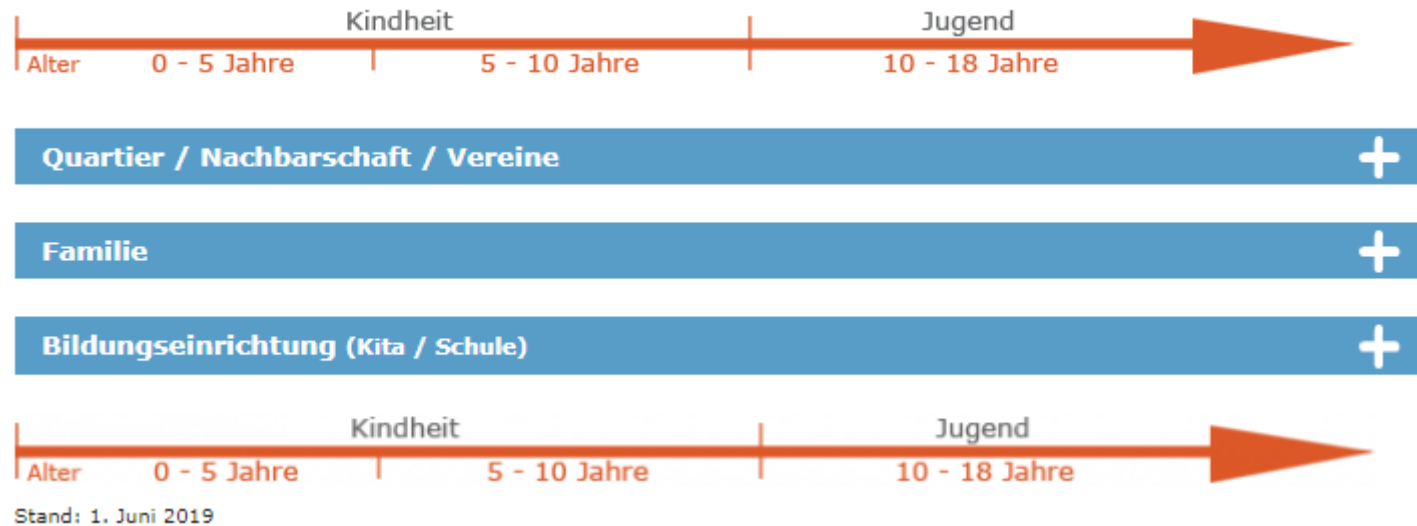 Kindheit Jugend
Alter 0 - 5 Jahre 5 - 10 Jahre 10 - 18 Jahre
Quartier / Nachbarschaft / Vereine
Familie
Bildungseinrichtung (Kita / Schule)
Kindheit Jugend
Alter 0 - 5 Jahre 5 - 10 Jahre 10 - 18 Jahre
Stand: 1. Juni 2019